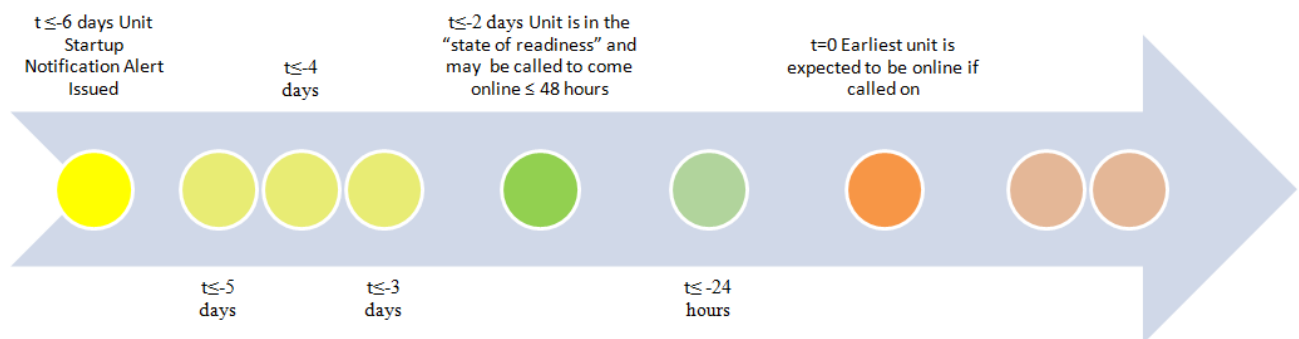 t ≤-6 days Unit
Startup
Notification Alert
Issued
t≤-4
days
t≤-2 days Unit is in the
“state of readiness” and
may be called to come
online ≤ 48 hours
t=0 Earliest unit is
expected to be online if
called on
t≤-5
days
t≤-3
days
t≤ -24
hours